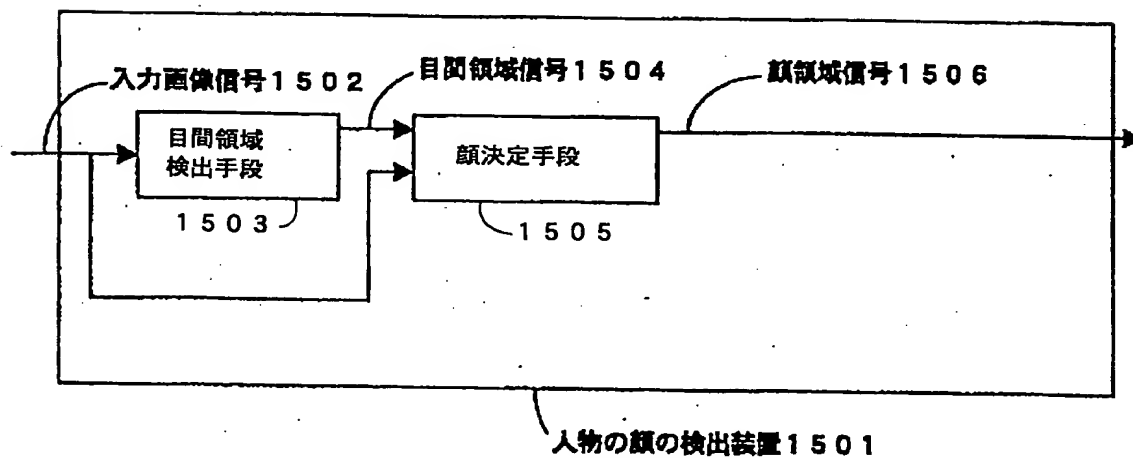 入力画像信号1502
目間領域信号1504
顔領域信号1506
目間領域
検出手段
顔決定手段
1503
1505
人物の顔の検出装置1501